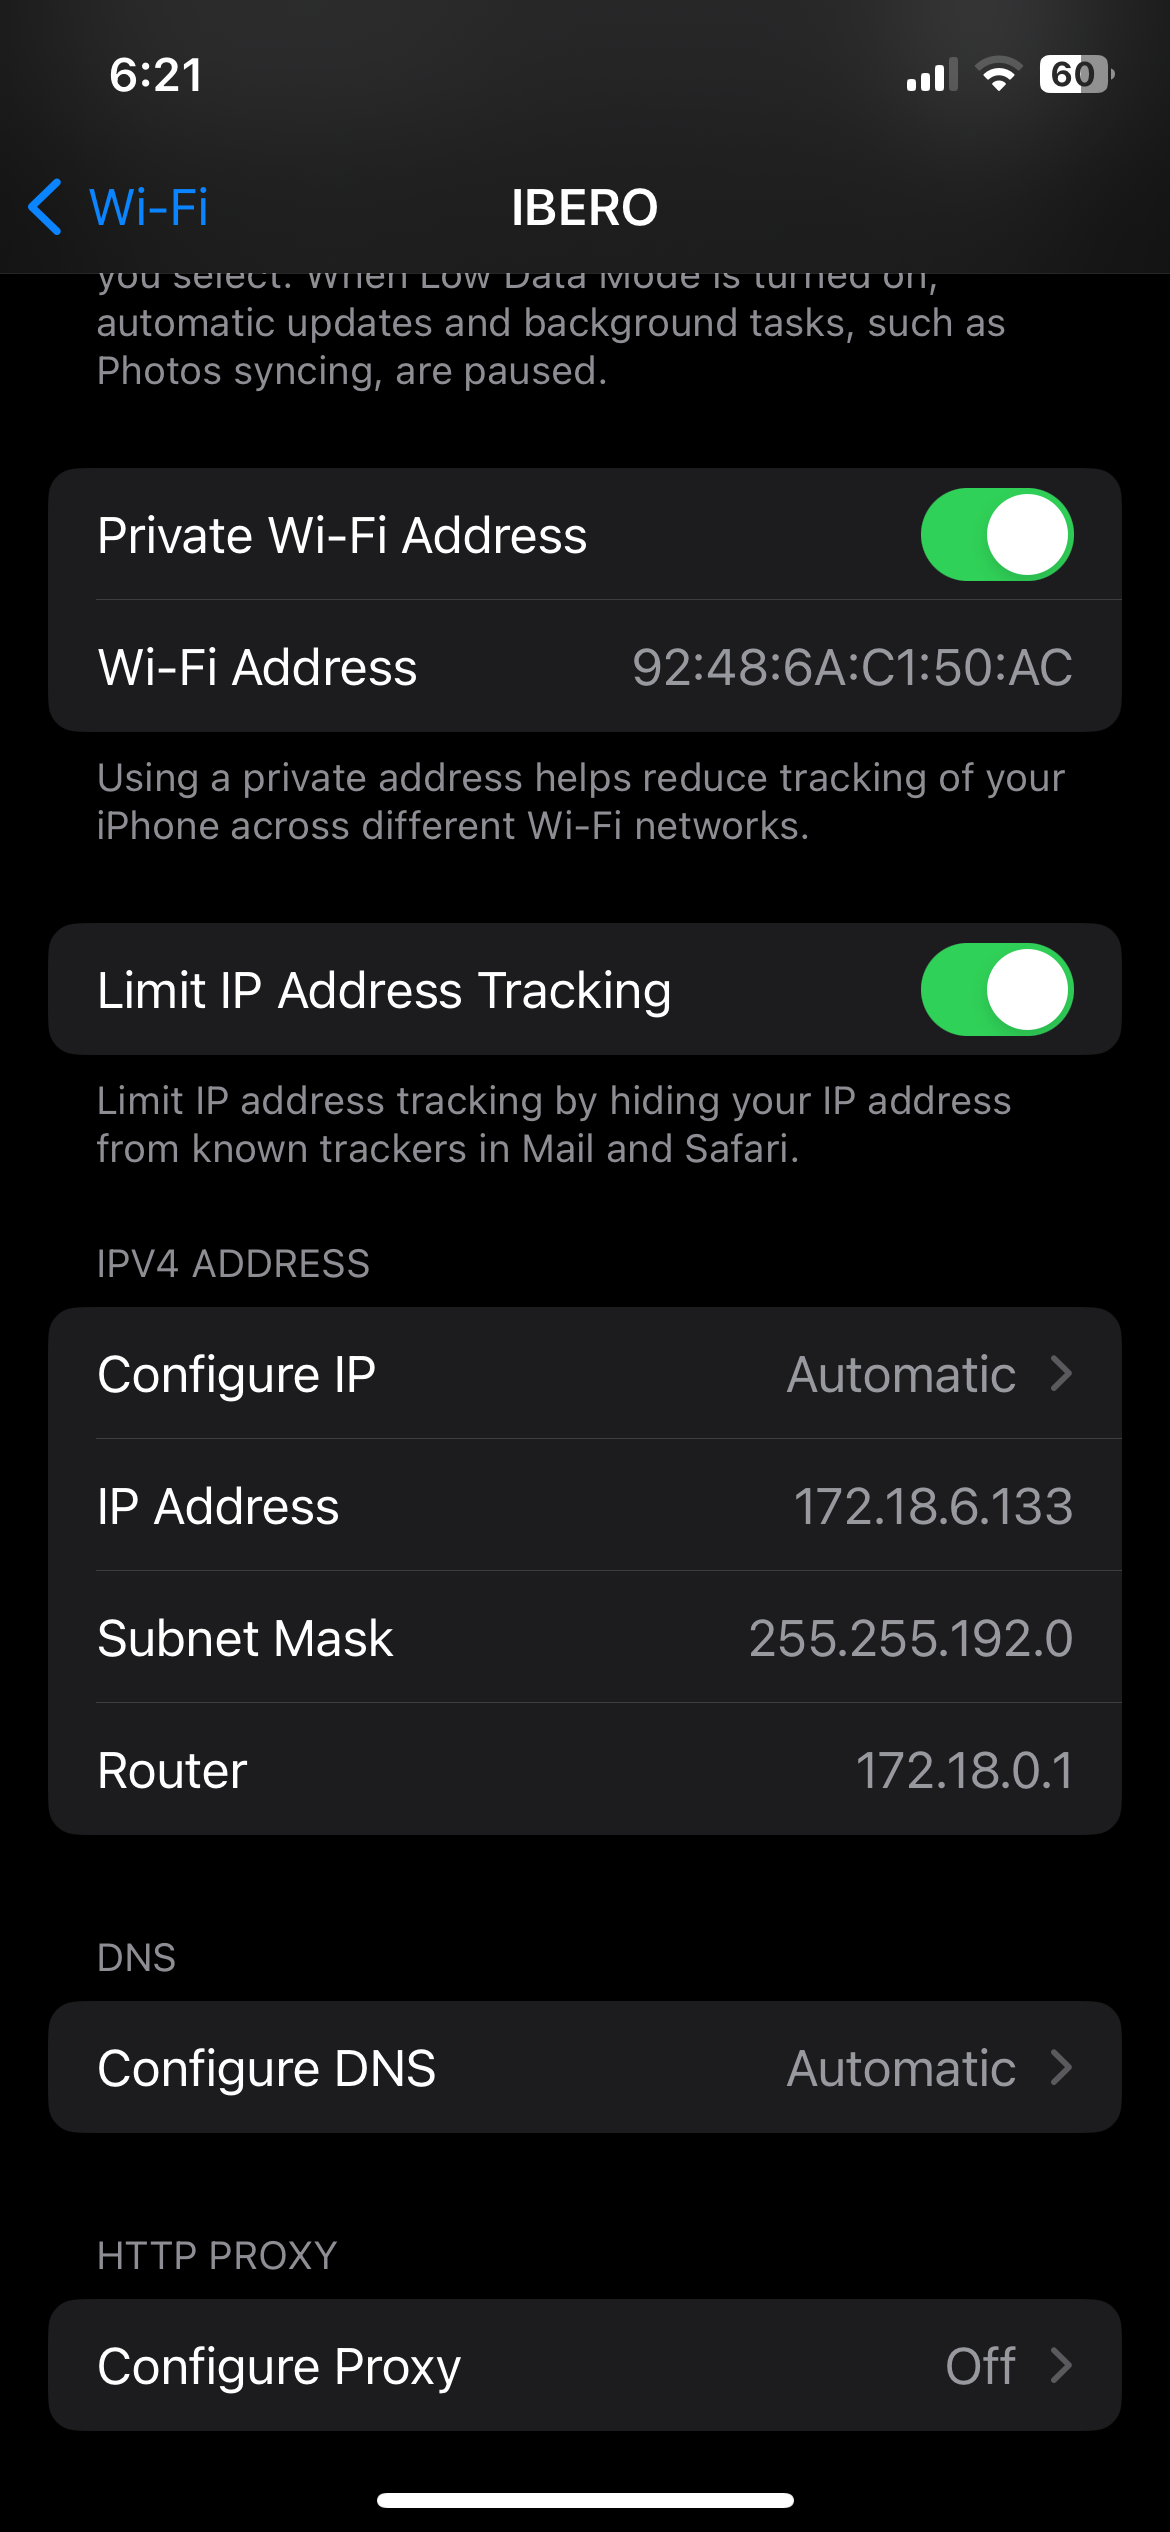 6:21
60
Wi-Fi
IBERO
you select. When Low Data Mode is turned on,
automatic updates and background tasks, such as
Photos syncing, are paused.
Private Wi-Fi Address
Wi-Fi Address 92:48:6A:C1:50:AC
Using a private address helps reduce tracking of your
iPhone across different Wi-Fi networks.
Limit IP Address Tracking
Limit IP address tracking by hiding your IP address
from known trackers in Mail and Safari.
IPV4 ADDRESS
Configure IP Automatic
IP Address 172.18.6.133
Subnet Mask 255.255.192.0
Router 172.18.0.1
DNS
Configure DNS Automatic
HTTP PROXY
Configure Proxy Off